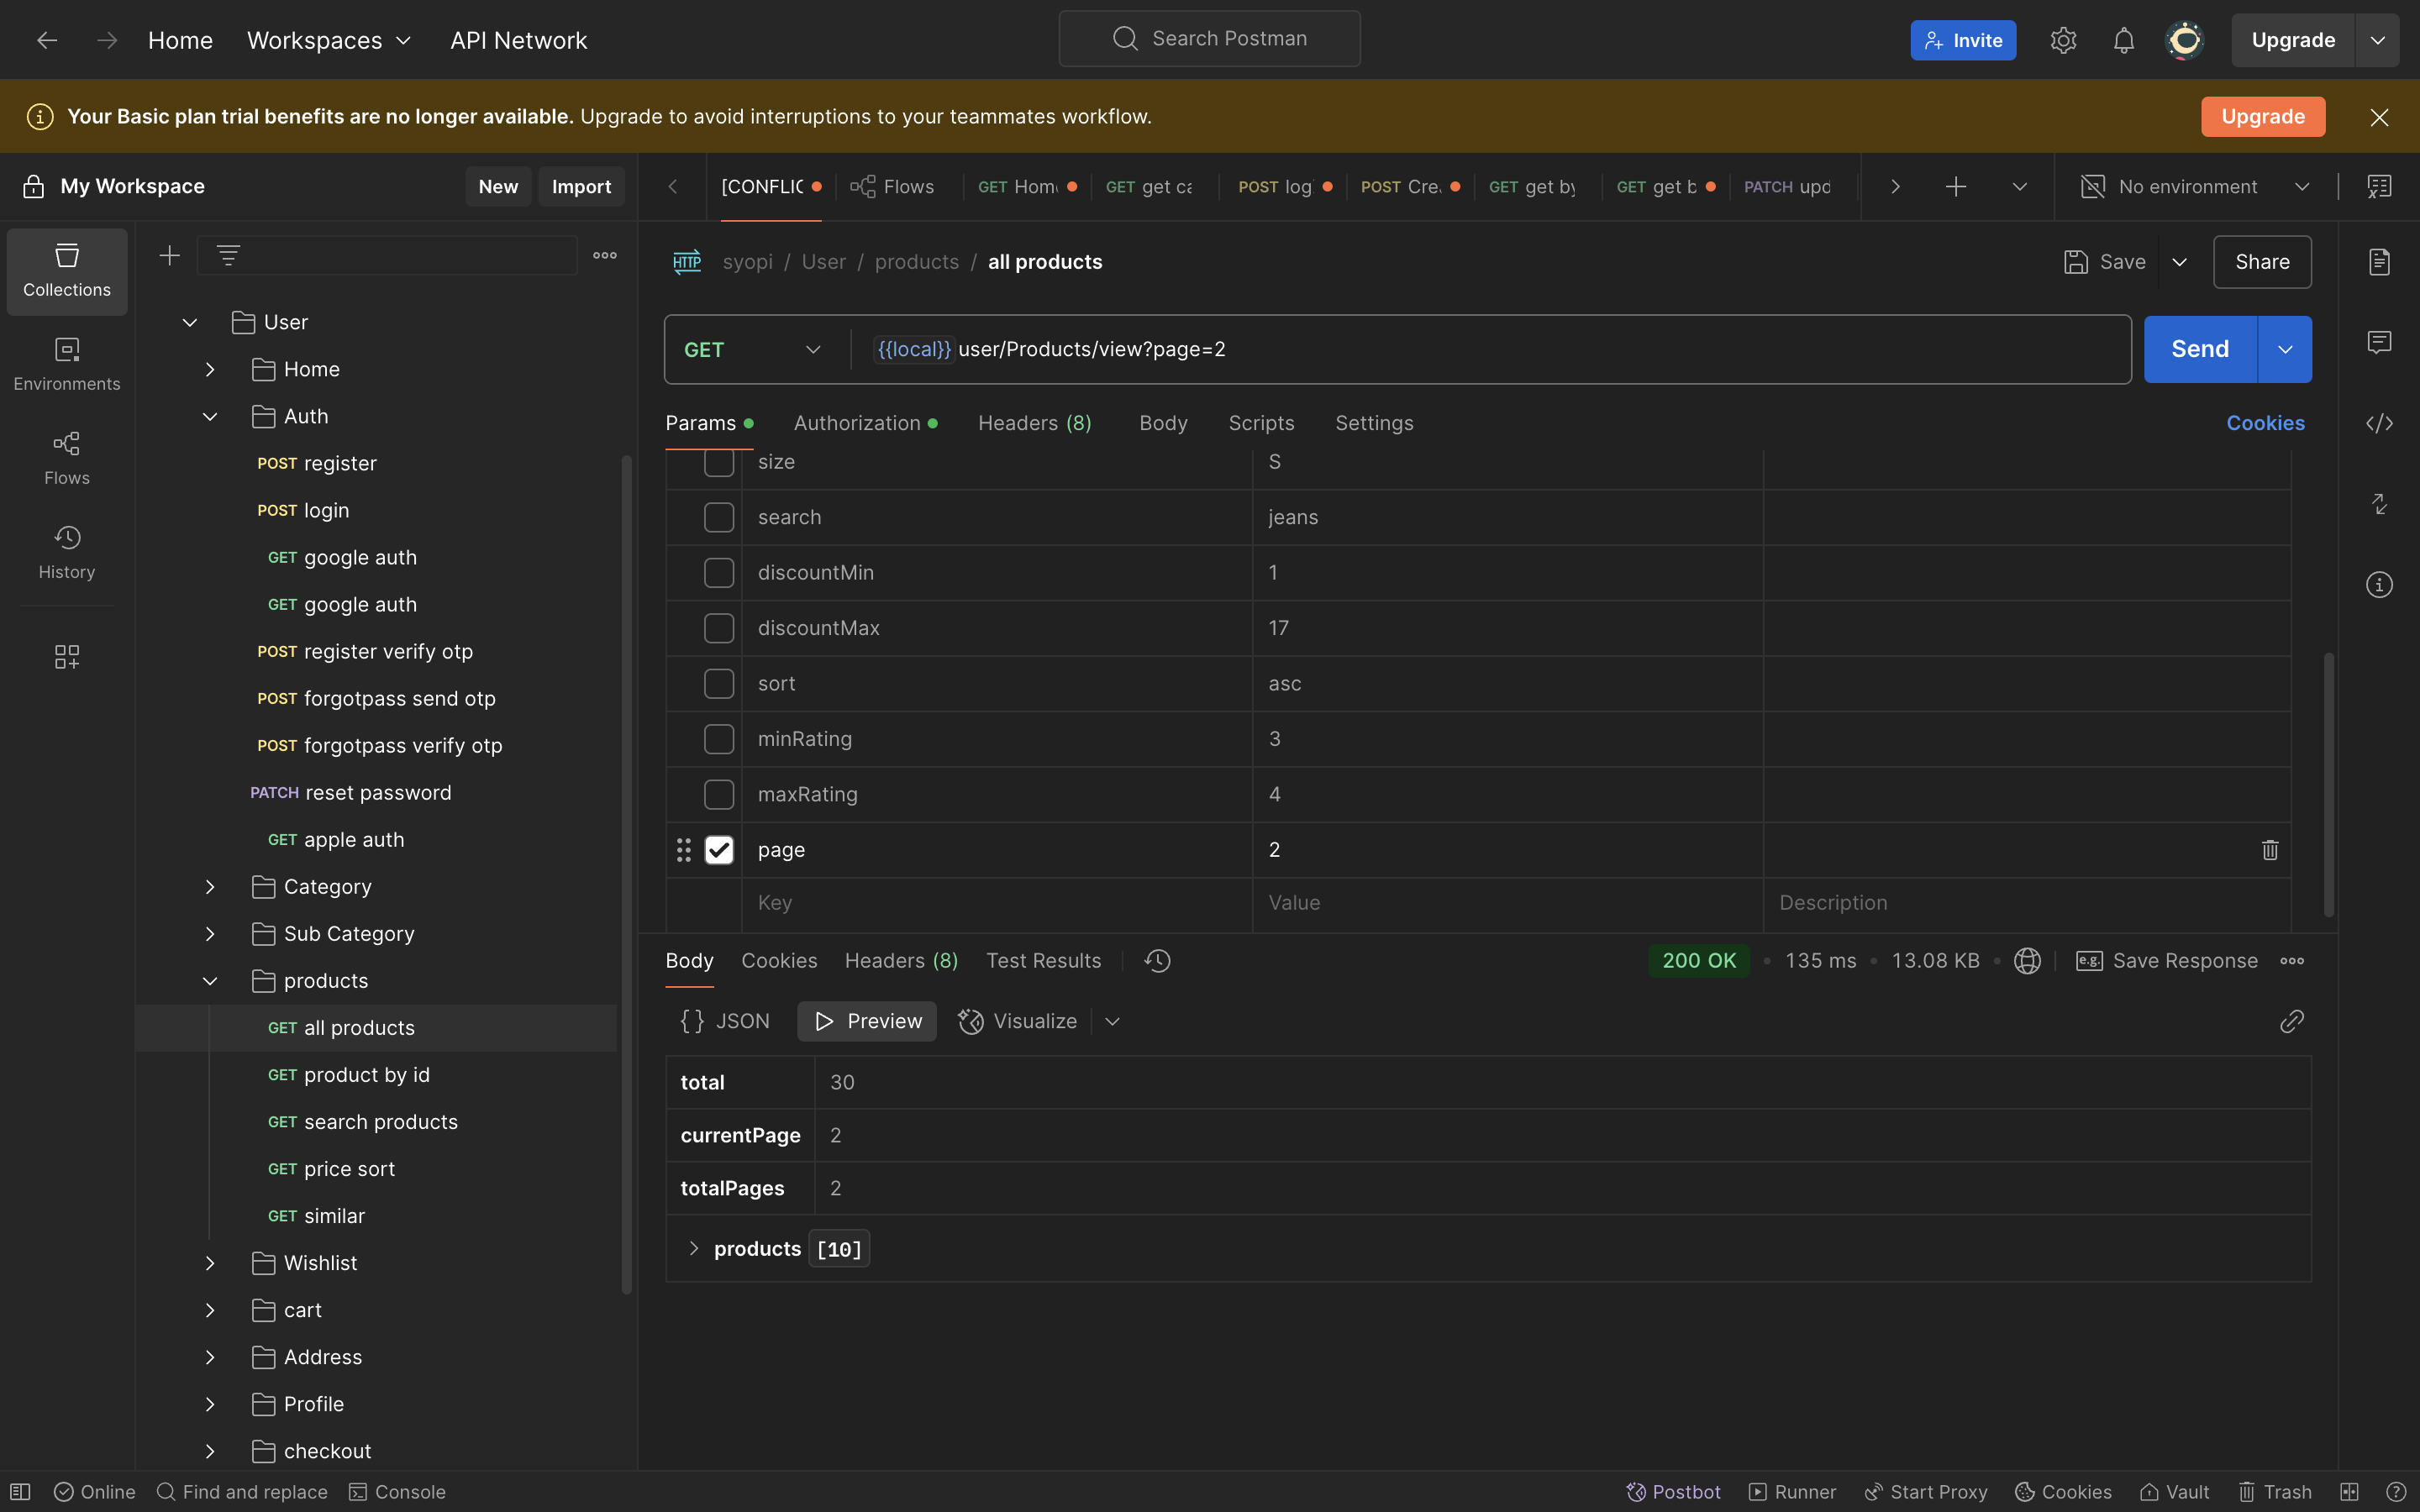 Home Workspaces API Network Search Postman Invite Upgrade
Your Basic plan trial benefits are no longer available. Upgrade to avoid interruptions to your teammates workflow. Upgrade
My Workspace New Import
[CONFLIC Flows GET Hom GET get ca POST log POST Cre. GET get by GET get b PATCH upd No environment
Collections
Environments
Flows
History
User
Home
Auth
POST register
POST login
GET google auth
GET google auth
POST register verify otp
POST forgotpass send otp
POST forgotpass verify otp
PATCH reset password
GET apple auth
Category
Sub Category
products
GET all products
GET product by id
GET search products
GET price sort
GET similar
Wishlist
cart
Address
Profile
checkout
HTTP syopi / User / products / all products Save Share
GET {{local}} user/Products/view?page=2 Send
Params Authorization Headers (8) Body Scripts Settings Cookies
size S
search jeans
discountMin 1
discountMax 17
sort asc
minRating 3
maxRating 4
page 2
Key Value Description
Body Cookies Headers (8) Test Results 200 OK • 135 ms • 13.08 KB • e.g. Save Response
{} JSON Preview Visualize
total 30
currentPage 2
totalPages 2
products [10]
Online Find and replace Console Postbot Runner Start Proxy Cookies Vault Trash